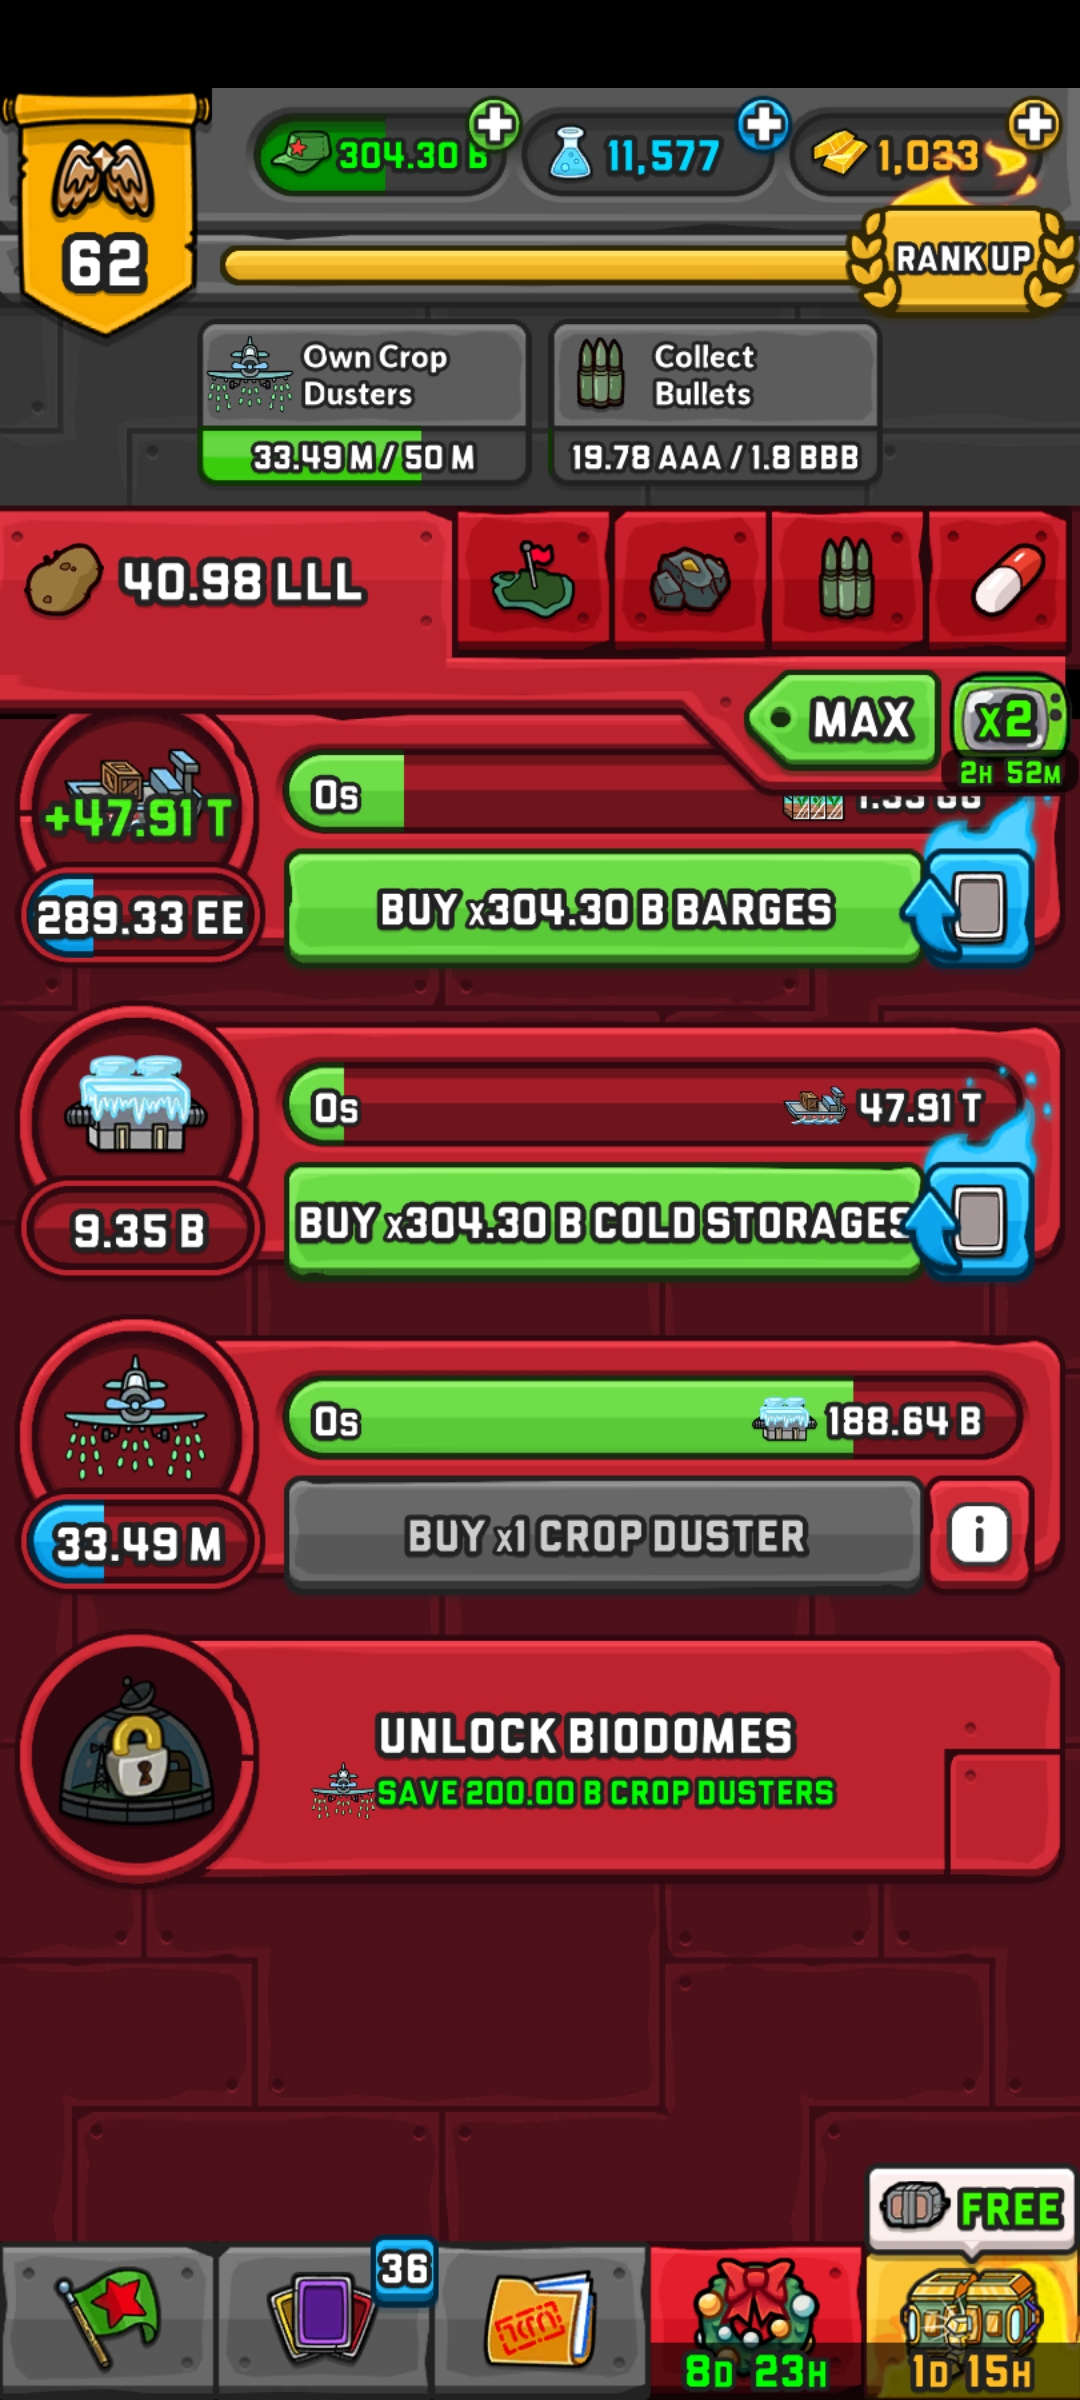 304.30 B
11,577
1,033
62
RANK UP
Own Crop
Dusters
33.49 M / 50 M
Collect
Bullets
19.78 AAA / 1.8 BBB
40.98 LLL
MAX
x2
2H 52M
+47.91 T
0s
289.33 EE
BUY x304.30 B BARGES
0s
47.91 T
9.35 B
BUY x304.30 B COLD STORAGES
0s
188.64 B
33.49 M
BUY x1 CROP DUSTER
i
UNLOCK BIODOMES
SAVE 200.00 B CROP DUSTERS
FREE
36
8D 23H
1D 15H